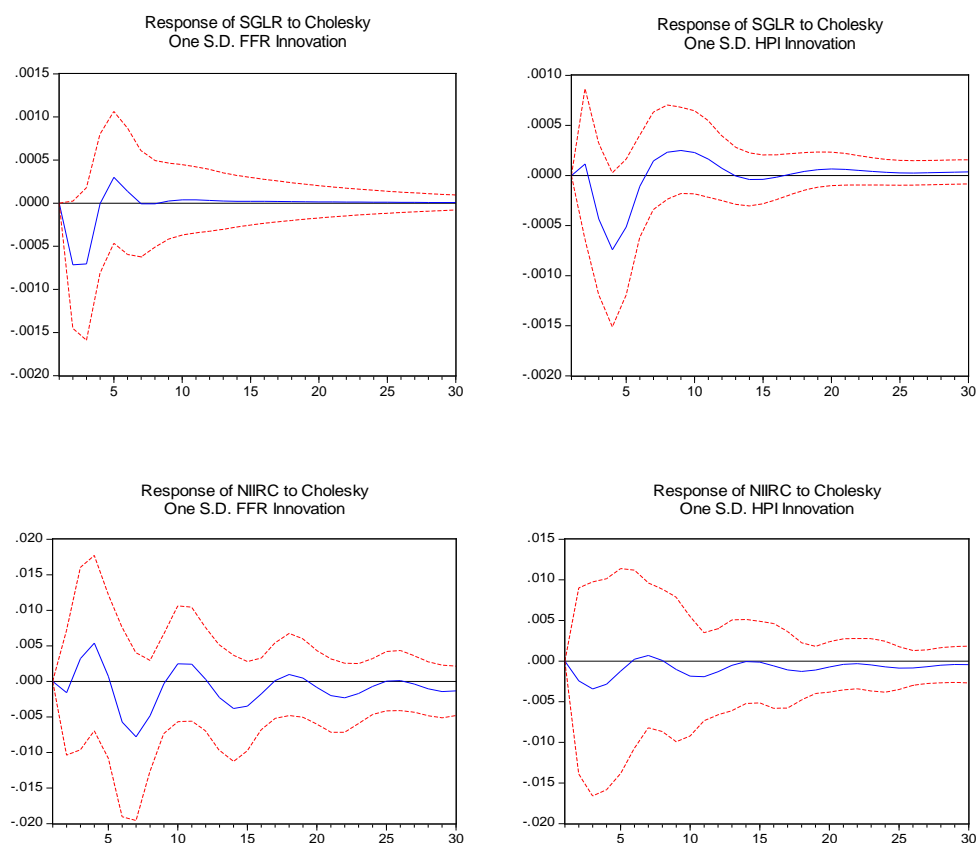 Response of SGLR to Cholesky
One S.D. FFR Innovation
.0015
.0010
.0005
.0000
-.0005
-.0010
-.0015
-.0020
5 10 15 20 25 30
Response of SGLR to Cholesky
One S.D. HPI Innovation
.0010
.0005
.0000
-.0005
-.0010
-.0015
-.0020
5 10 15 20 25 30
Response of NIIRC to Cholesky
One S.D. FFR Innovation
.020
.015
.010
.005
.000
-.005
-.010
-.015
-.020
5 10 15 20 25 30
Response of NIIRC to Cholesky
One S.D. HPI Innovation
.015
.010
.005
.000
-.005
-.010
-.015
-.020
5 10 15 20 25 30